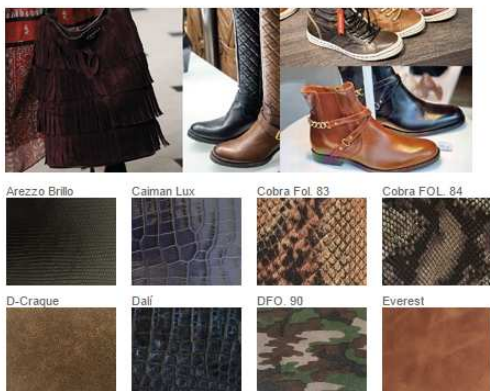 Arezzo Brillo
Caiman Lux
Cobra Fol. 83
Cobra FOL. 84
D-Craque
Dalí
DFO. 90
Everest